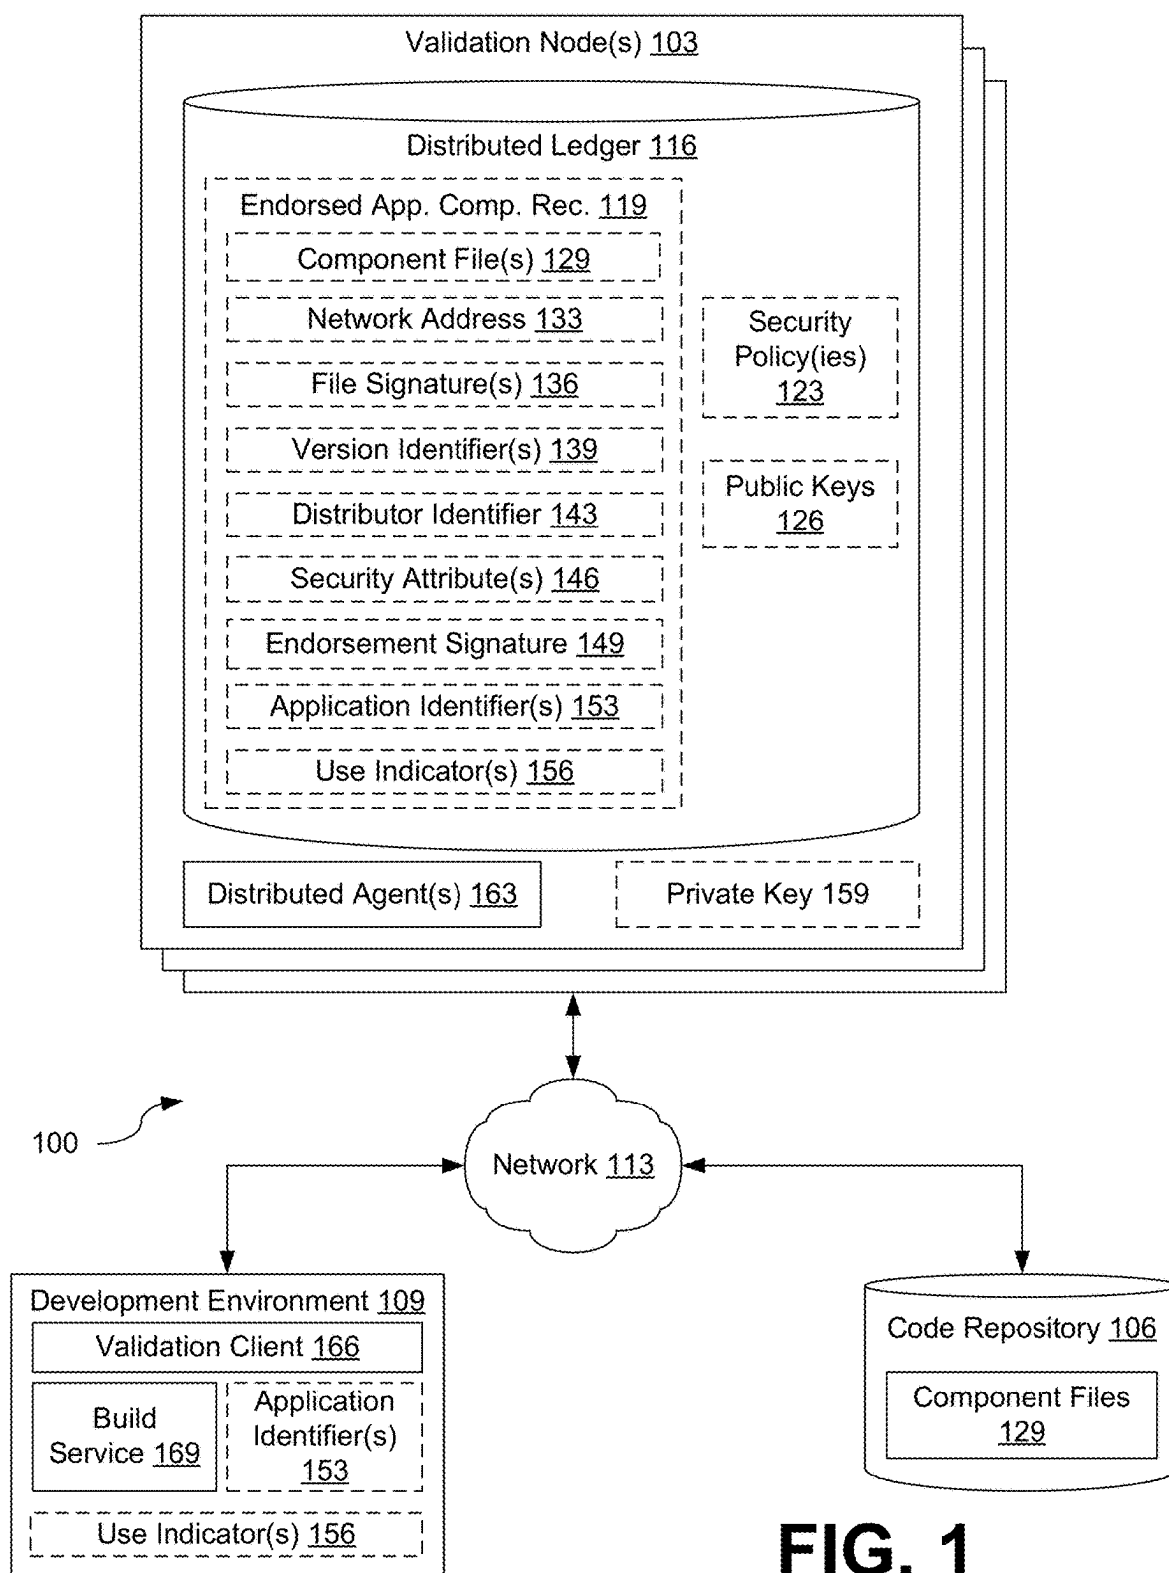 Validation Node(s) 103
Distributed Ledger 116
Endorsed App. Comp. Rec. 119
Component File(s) 129
Network Address 133
File Signature(s) 136
Version Identifier(s) 139
Distributor Identifier 143
Security Attribute(s) 146
Endorsement Signature 149
Application Identifier(s) 153
Use Indicator(s) 156
Security
Policy(ies)
123
Public Keys
126
Distributed Agent(s) 163
Private Key 159
100
Network 113
Development Environment 109
Validation Client 166
Build
Service 169
Application
Identifier(s)
153
Use Indicator(s) 156
Code Repository 106
Component Files
129
FIG. 1